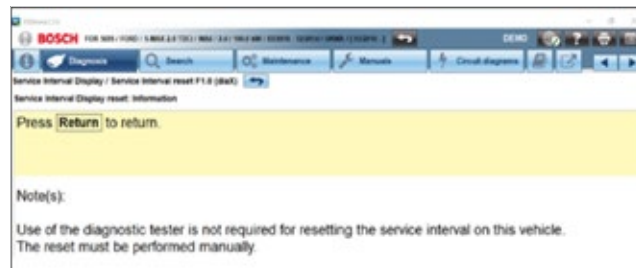 BOSCH DEMO
Diagnosis Search Maintenance Manuals Circuit diagrams
Service Interval Display / Service Interval reset F1.0 (diaX)
Service Interval Display reset: Information
Press Return to return.
Note(s):
Use of the diagnostic tester is not required for resetting the service interval on this vehicle.
The reset must be performed manually.